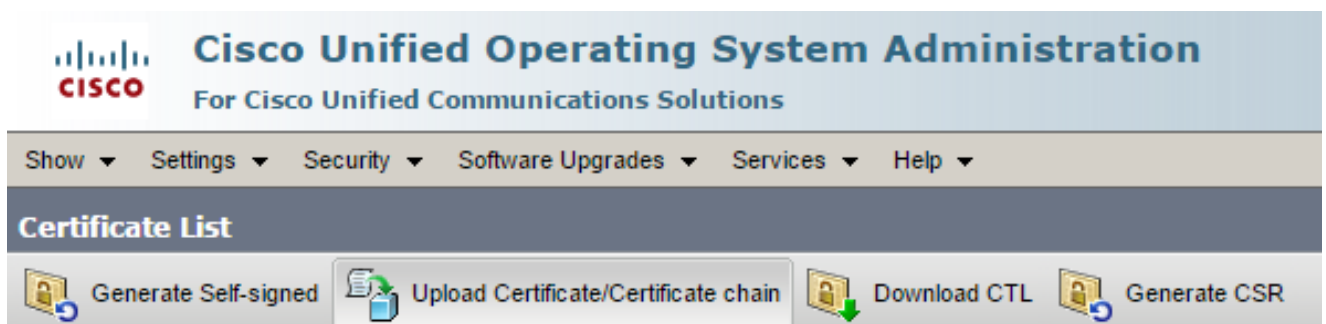 Cisco Unified Operating System Administration
CISCO
For Cisco Unified Communications Solutions
Show Settings Security Software Upgrades Services Help
Certificate List
Generate Self-signed Upload Certificate/Certificate chain Download CTL Generate CSR